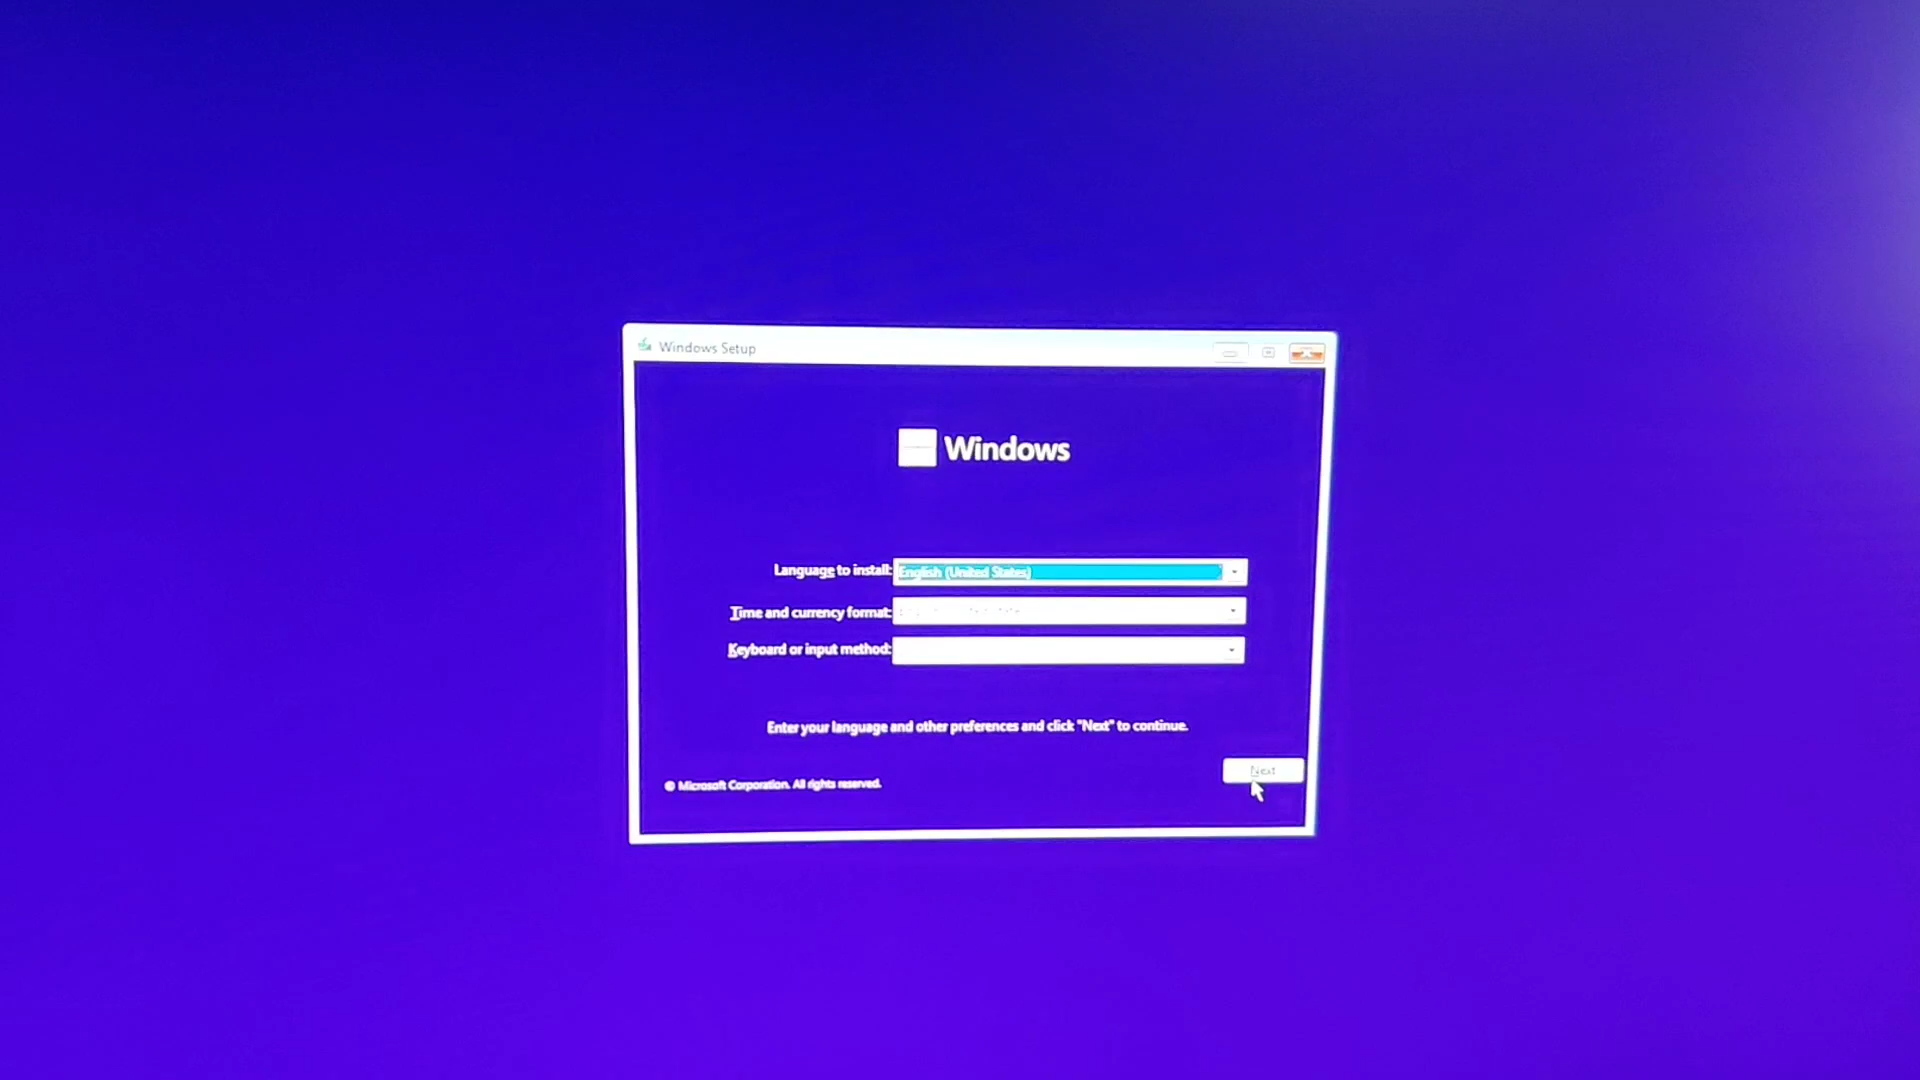 Windows Setup
Windows
Language to install: English (United States)
Time and currency format:
Keyboard or input method:
Enter your language and other preferences and click "Next" to continue.
Next
© Microsoft Corporation. All rights reserved.